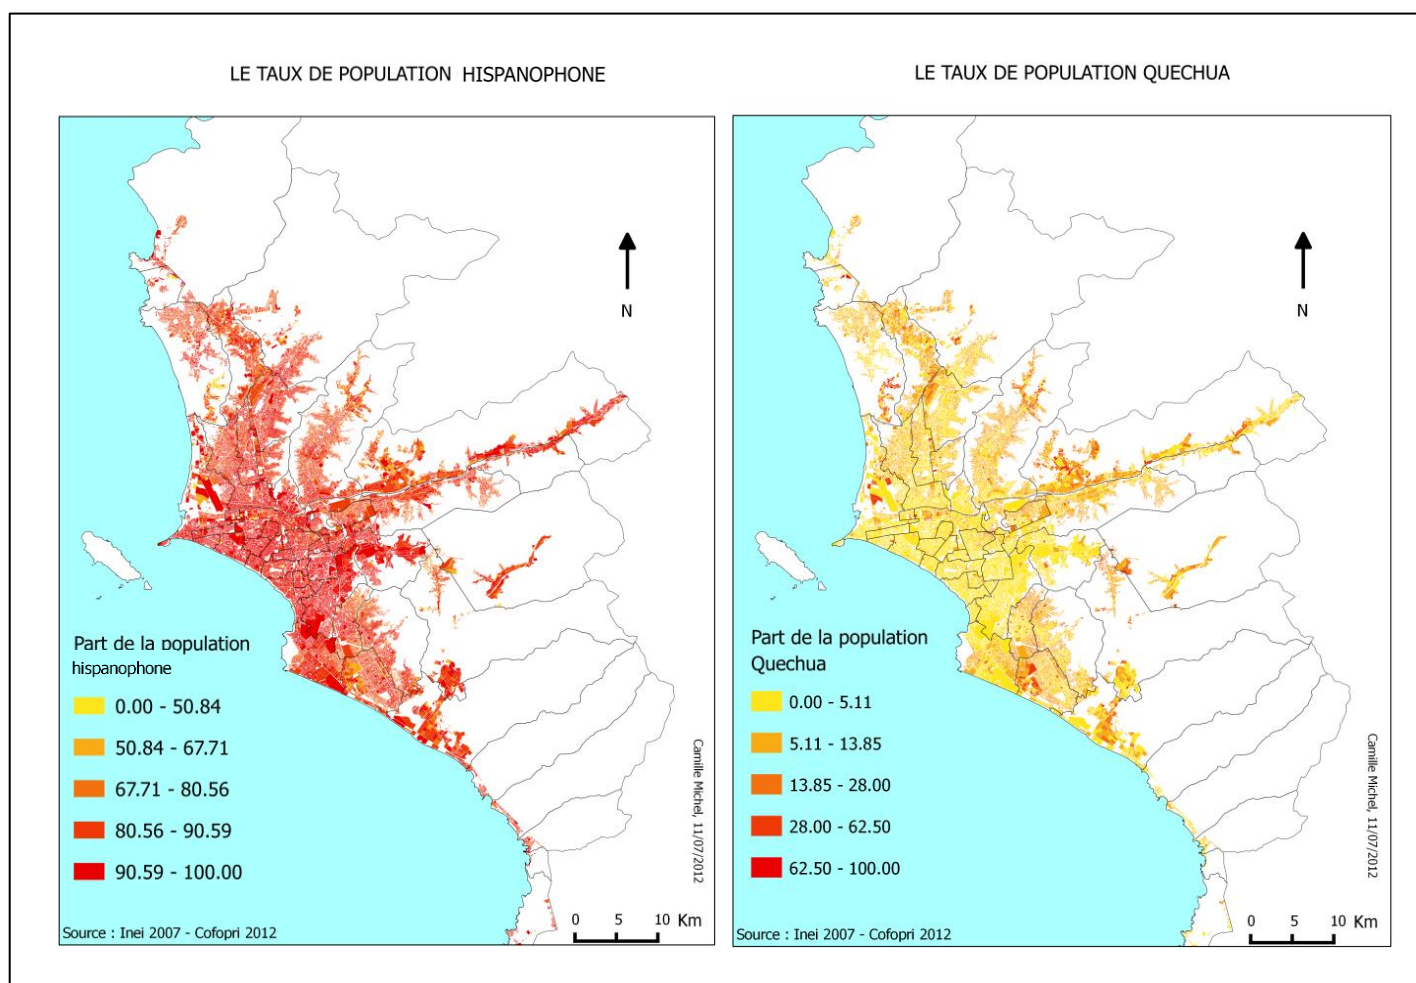 LE TAUX DE POPULATION HISPANOPHONE
N
Part de la population
hispanophone
0.00 - 50.84
50.84 - 67.71
67.71 - 80.56
80.56 - 90.59
90.59 - 100.00
Camille Michel, 11/07/2012
0 5 10 Km
Source : Inei 2007 - Cofopri 2012
LE TAUX DE POPULATION QUECHUA
N
Part de la population
Quechua
0.00 - 5.11
5.11 - 13.85
13.85 - 28.00
28.00 - 62.50
62.50 - 100.00
Camille Michel, 11/07/2012
0 5 10 Km
Source : Inei 2007 - Cofopri 2012